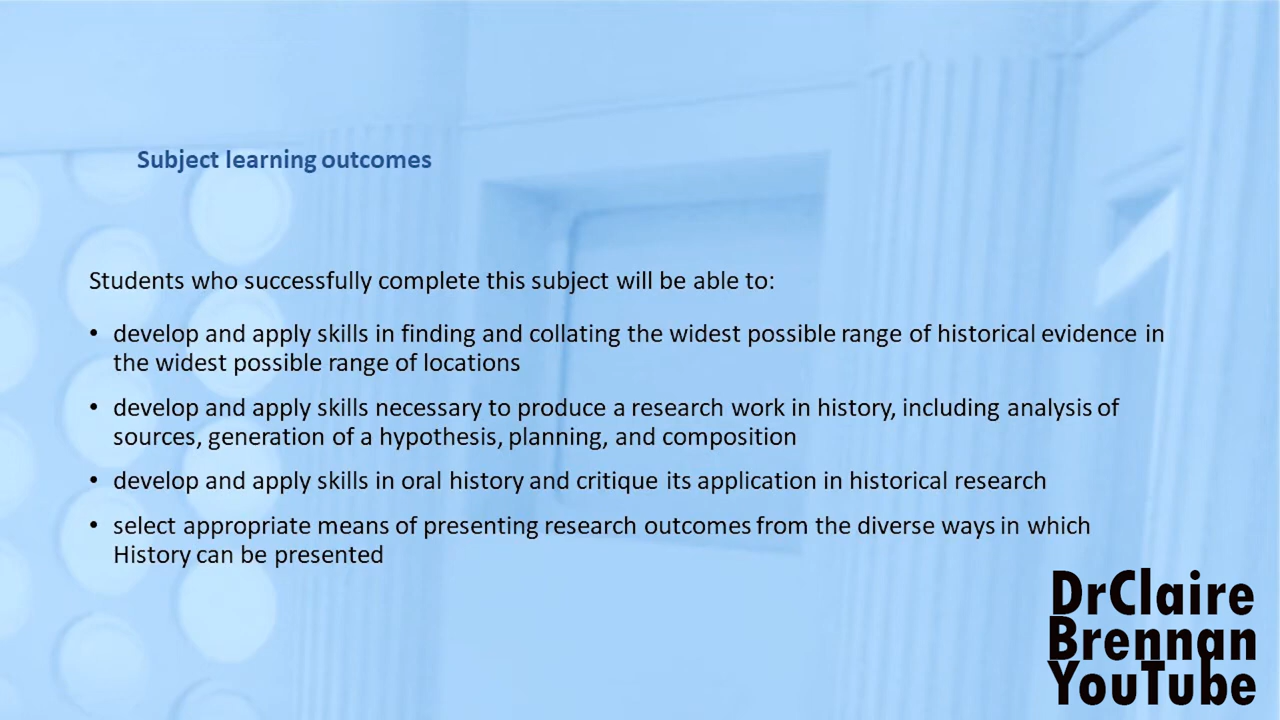 Subject learning outcomes
Students who successfully complete this subject will be able to:
• develop and apply skills in finding and collating the widest possible range of historical evidence in
the widest possible range of locations
• develop and apply skills necessary to produce a research work in history, including analysis of
sources, generation of a hypothesis, planning, and composition
• develop and apply skills in oral history and critique its application in historical research
• select appropriate means of presenting research outcomes from the diverse ways in which
History can be presented
DrClaire
Brennan
YouTube